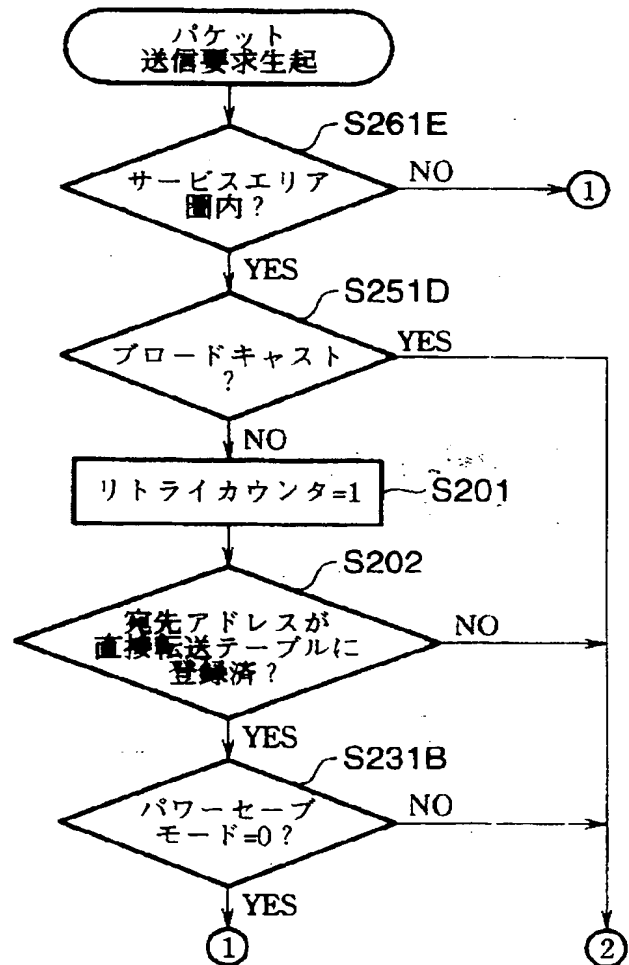 パケット
送信要求生起
S261E
サービスエリア
圏内?
NO
①
YES
S251D
ブロードキャスト
?
YES
NO
リトライカウンタ=1
S201
S202
宛先アドレスが
直接転送テーブルに
登録済?
NO
YES
S231B
パワーセーブ
モード=0?
NO
YES
①
②